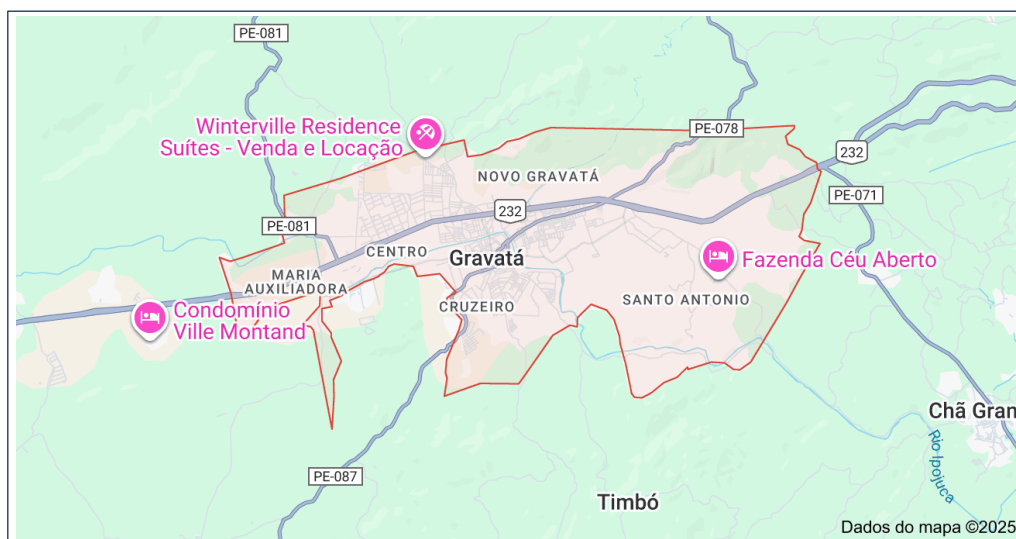 PE-081
Winterville Residence
Suítes - Venda e Locação
PE-078
232
NOVO GRAVATÁ
PE-071
232
PE-081
CENTRO
Gravatá
Fazenda Céu Aberto
MARIA
AUXILIADORA
SANTO ANTONIO
CRUZEIRO
Condomínio
Ville Montand
Chã Gran
Rio Ipojuca
PE-087
Timbó
Dados do mapa ©2025